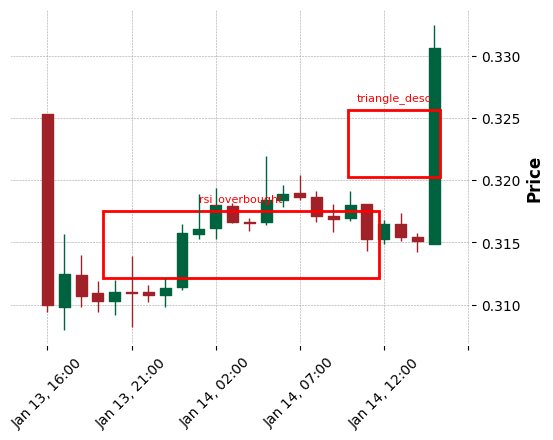 0.330
triangle_desc
0.325
0.320
rsi_overbought
0.315
0.310
Price
Jan 13, 16:00
Jan 13, 21:00
Jan 14, 02:00
Jan 14, 07:00
Jan 14, 12:00